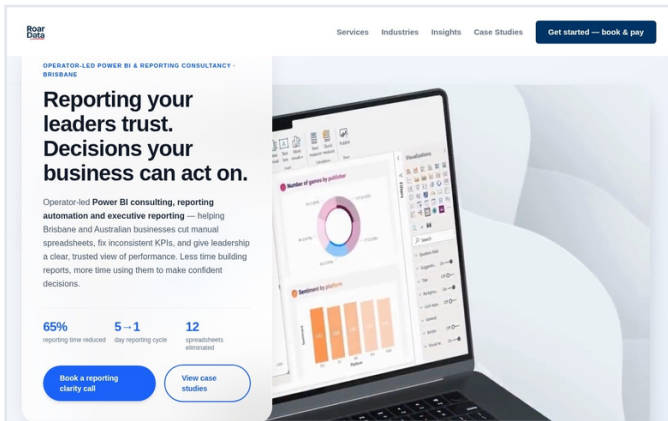 Roar
Data
Services Industries Insights Case Studies Get started — book & pay
OPERATOR-LED POWER BI & REPORTING CONSULTANCY ·
BRISBANE
Reporting your
leaders trust.
Decisions your
business can act on.
Operator-led Power BI consulting, reporting
automation and executive reporting — helping
Brisbane and Australian businesses cut manual
spreadsheets, fix inconsistent KPIs, and give leadership
a clear, trusted view of performance. Less time building
reports, more time using them to make confident
decisions.
65% 5→1 12
reporting time reduced day reporting cycle spreadsheets
eliminated
Book a reporting
clarity call
View case
studies
Visualizations
Number of games by publisher
Search
Sentiment by platform
Platform